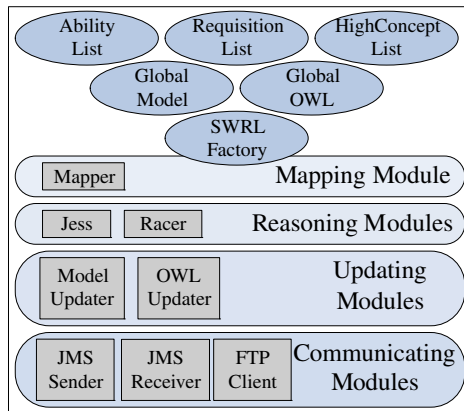 Ability
List
Requisition
List
HighConcept
List
Global
Model
Global
OWL
SWRL
Factory
Mapper
Mapping Module
Jess
Racer
Reasoning Modules
Model
Updater
OWL
Updater
Updating
Modules
JMS
Sender
JMS
Receiver
FTP
Client
Communicating
Modules